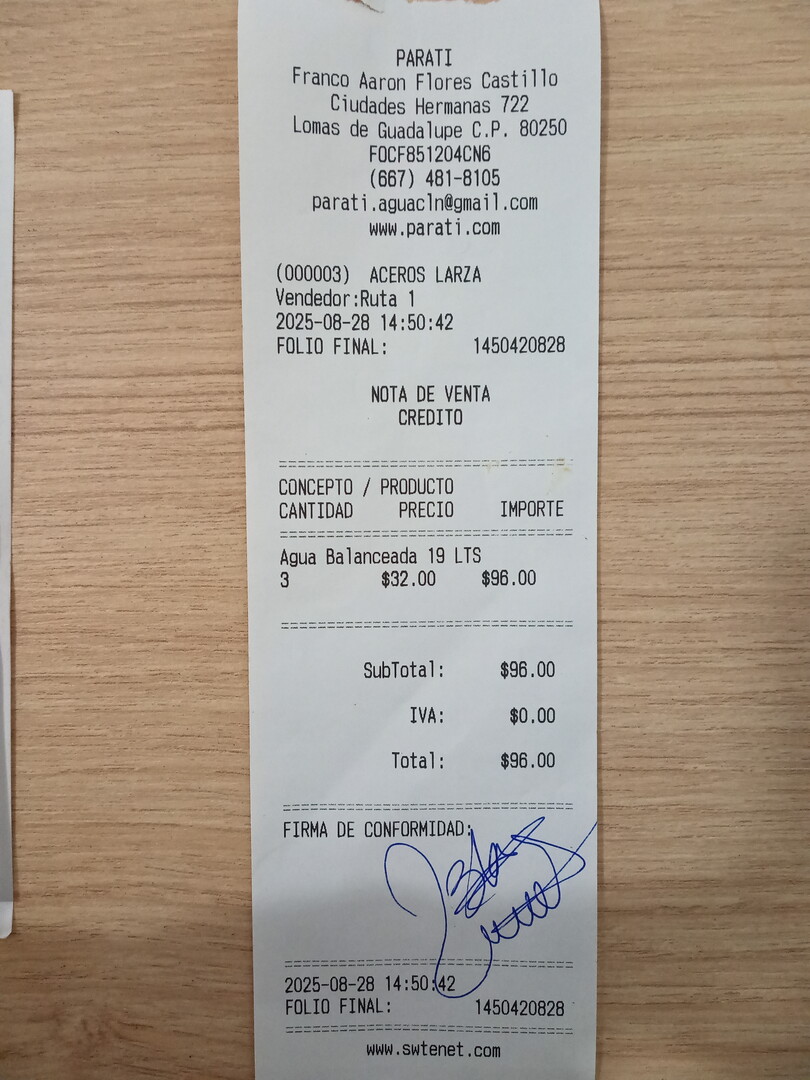 PARATI
Franco Aaron Flores Castillo
Ciudades Hermanas 722
Lomas de Guadalupe C.P. 80250
FOCF851204CN6
(667) 481-8105
parati.aguacln@gmail.com
www.parati.com
(000003) ACEROS LARZA
Vendedor:Ruta 1
2025-08-28 14:50:42
FOLIO FINAL: 1450420828
NOTA DE VENTA
CREDITO
CONCEPTO / PRODUCTO
CANTIDAD PRECIO IMPORTE
Agua Balanceada 19 LTS
3 $32.00 $96.00
SubTotal: $96.00
IVA: $0.00
Total: $96.00
FIRMA DE CONFORMIDAD:
2025-08-28 14:50:42
FOLIO FINAL: 1450420828
www.swtenet.com